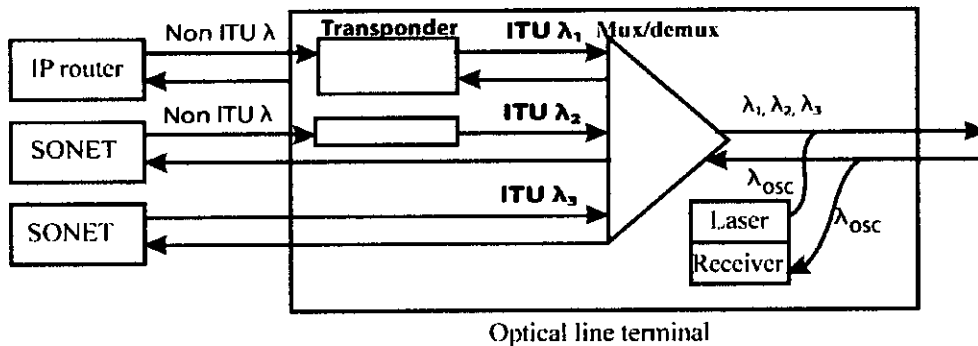 Non ITU λ
Transponder
ITU λ1
Mux/demux
IP router
Non ITU λ
ITU λ2
λ1, λ2, λ3
SONET
ITU λ3
λOSC
SONET
Laser
λOSC
Receiver
Optical line terminal